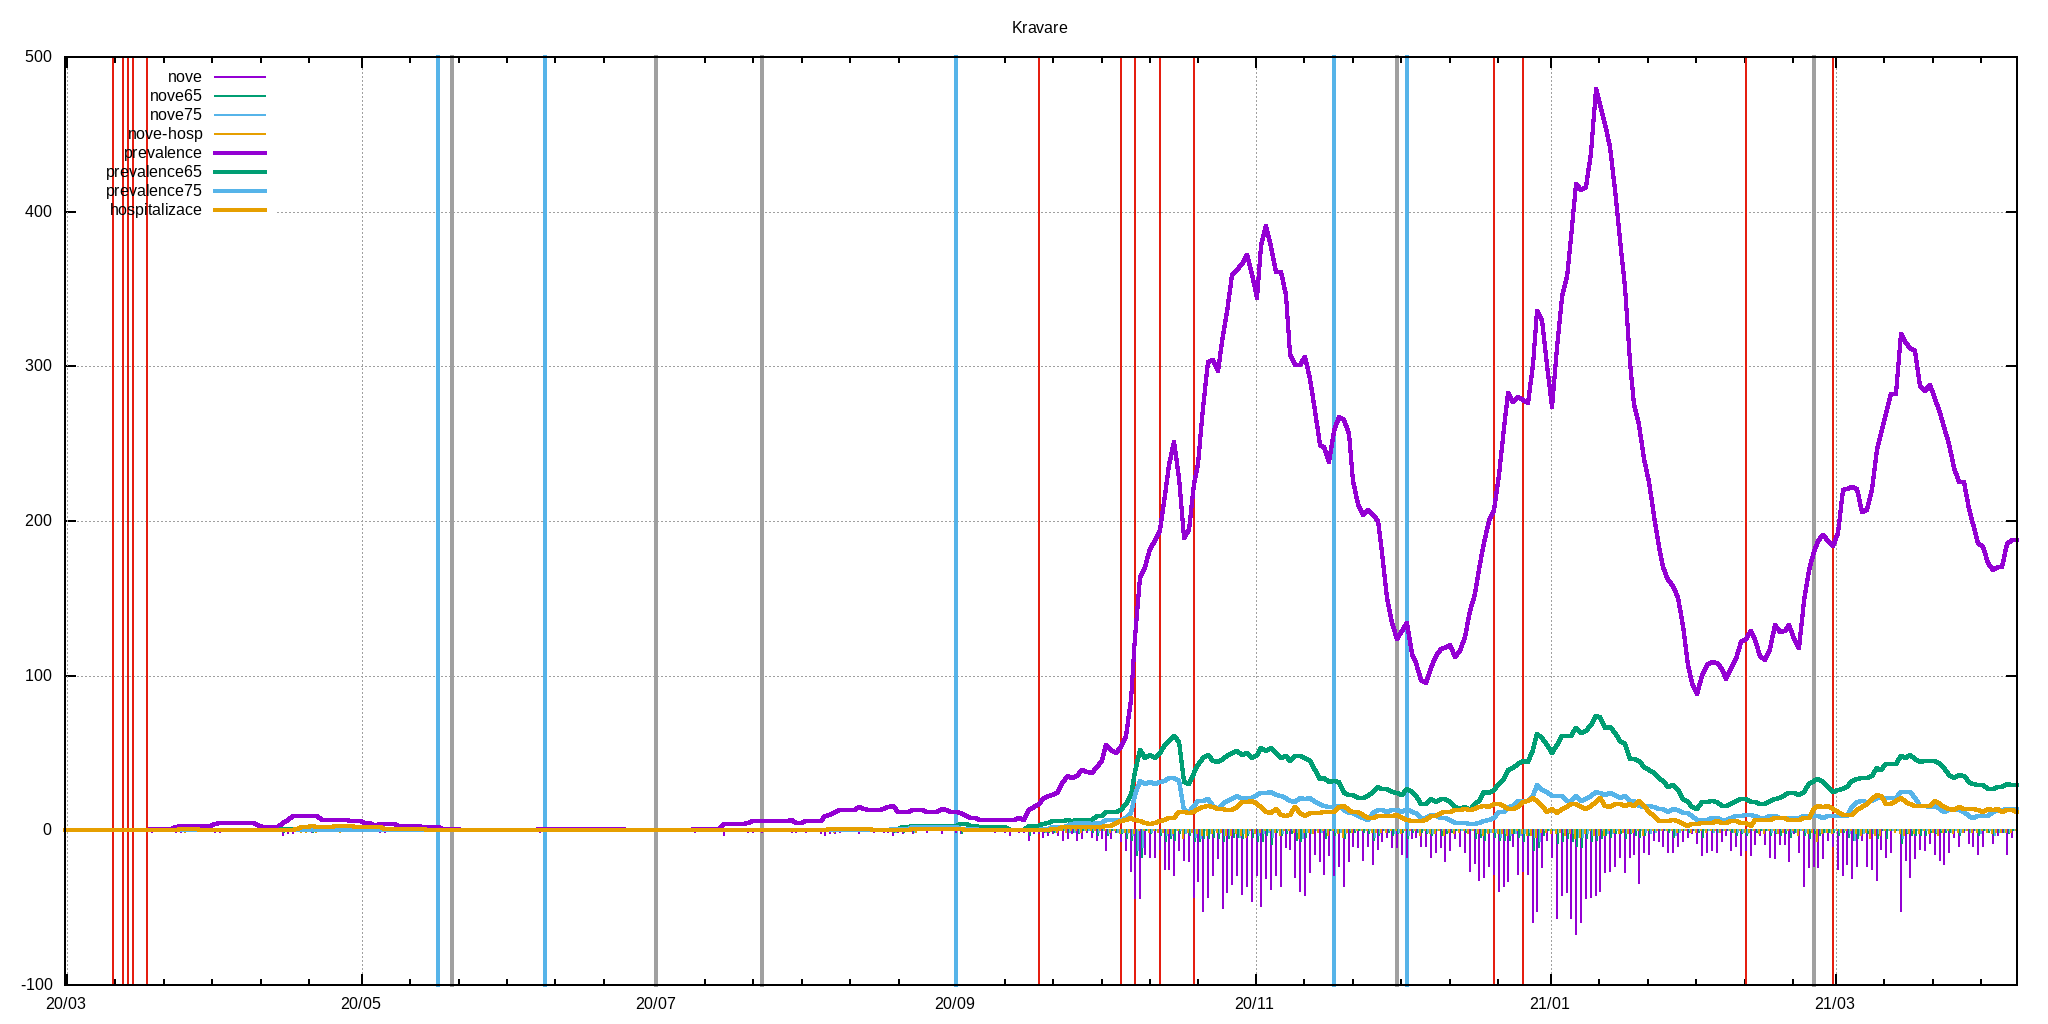 Kravare
500
400
300
200
100
0
-100
nove
nove65
nove75
nove-hosp
prevalence
prevalence65
prevalence75
hospitalizace
20/03 20/05 20/07 20/09 20/11 21/01 21/03